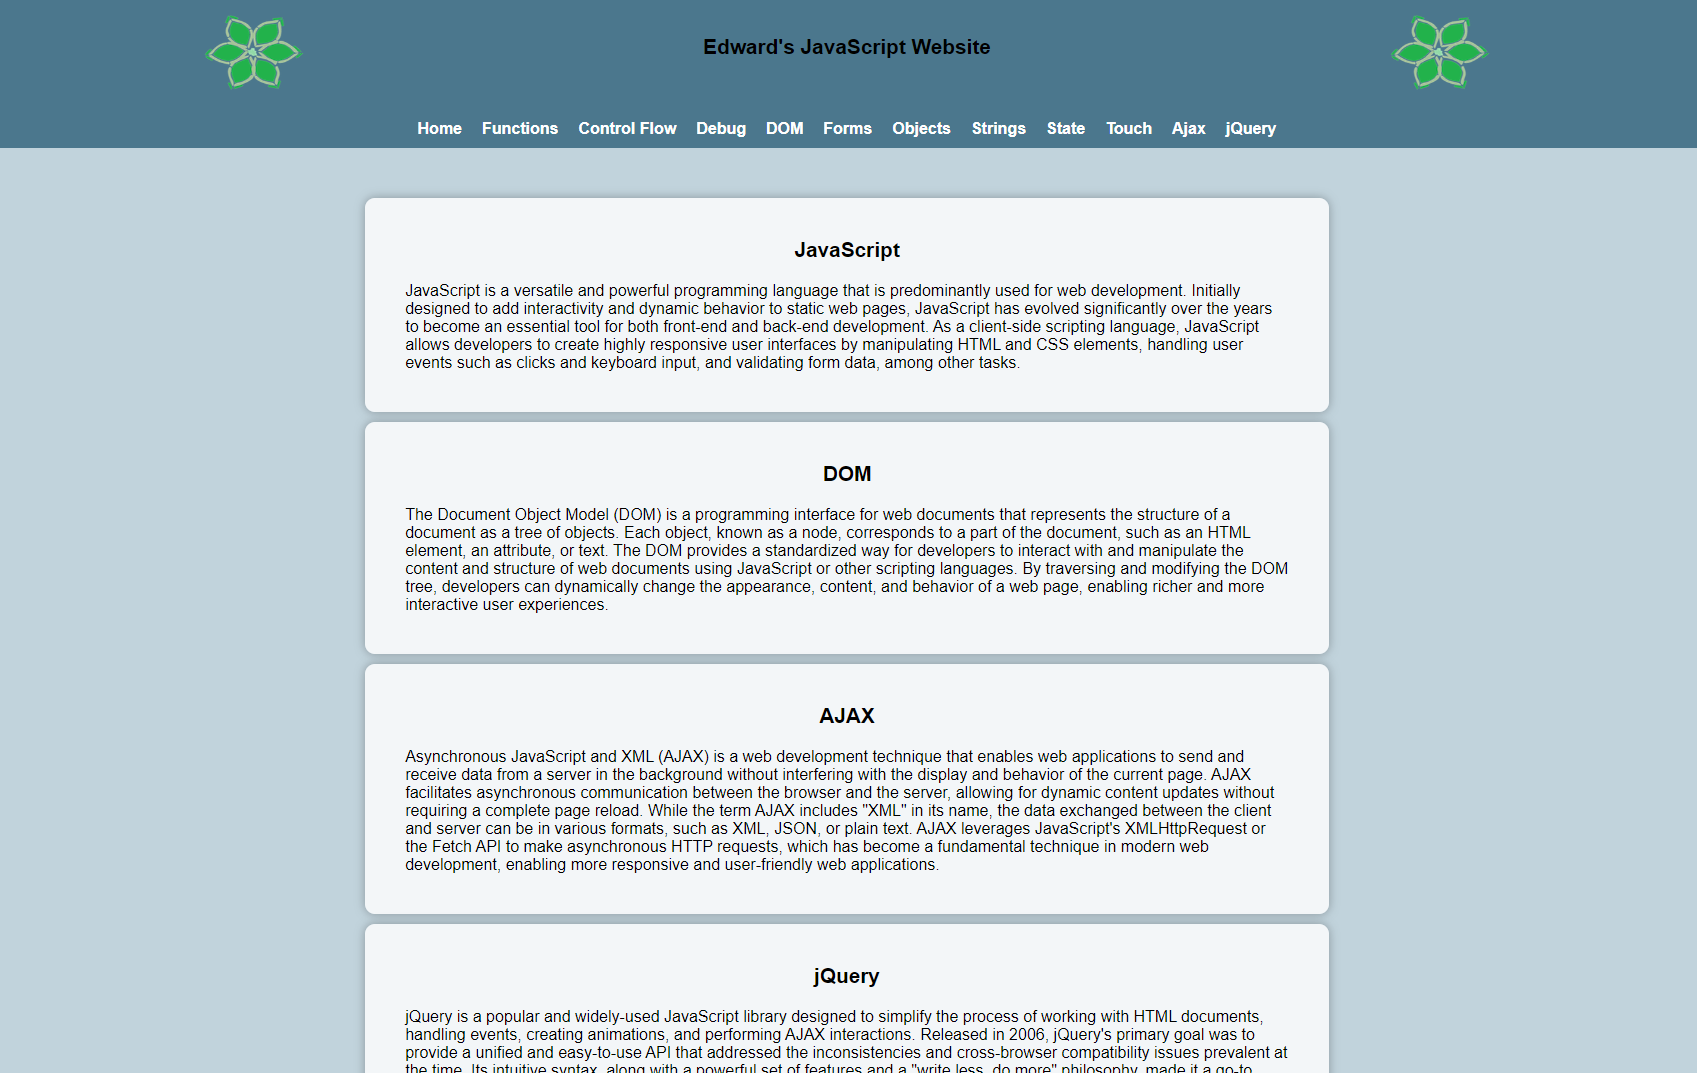 Edward's JavaScript Website
Home Functions Control Flow Debug DOM Forms Objects Strings State Touch Ajax jQuery
JavaScript
JavaScript is a versatile and powerful programming language that is predominantly used for web development. Initially
designed to add interactivity and dynamic behavior to static web pages, JavaScript has evolved significantly over the years
to become an essential tool for both front-end and back-end development. As a client-side scripting language, JavaScript
allows developers to create highly responsive user interfaces by manipulating HTML and CSS elements, handling user
events such as clicks and keyboard input, and validating form data, among other tasks.
DOM
The Document Object Model (DOM) is a programming interface for web documents that represents the structure of a
document as a tree of objects. Each object, known as a node, corresponds to a part of the document, such as an HTML
element, an attribute, or text. The DOM provides a standardized way for developers to interact with and manipulate the
content and structure of web documents using JavaScript or other scripting languages. By traversing and modifying the DOM
tree, developers can dynamically change the appearance, content, and behavior of a web page, enabling richer and more
interactive user experiences.
AJAX
Asynchronous JavaScript and XML (AJAX) is a web development technique that enables web applications to send and
receive data from a server in the background without interfering with the display and behavior of the current page. AJAX
facilitates asynchronous communication between the browser and the server, allowing for dynamic content updates without
requiring a complete page reload. While the term AJAX includes "XML" in its name, the data exchanged between the client
and server can be in various formats, such as XML, JSON, or plain text. AJAX leverages JavaScript's XMLHttpRequest or
the Fetch API to make asynchronous HTTP requests, which has become a fundamental technique in modern web
development, enabling more responsive and user-friendly web applications.
jQuery
jQuery is a popular and widely-used JavaScript library designed to simplify the process of working with HTML documents,
handling events, creating animations, and performing AJAX interactions. Released in 2006, jQuery's primary goal was to
provide a unified and easy-to-use API that addressed the inconsistencies and cross-browser compatibility issues prevalent at
the time. Its intuitive syntax, along with a powerful set of features and a "write less, do more" philosophy, made it a go-to